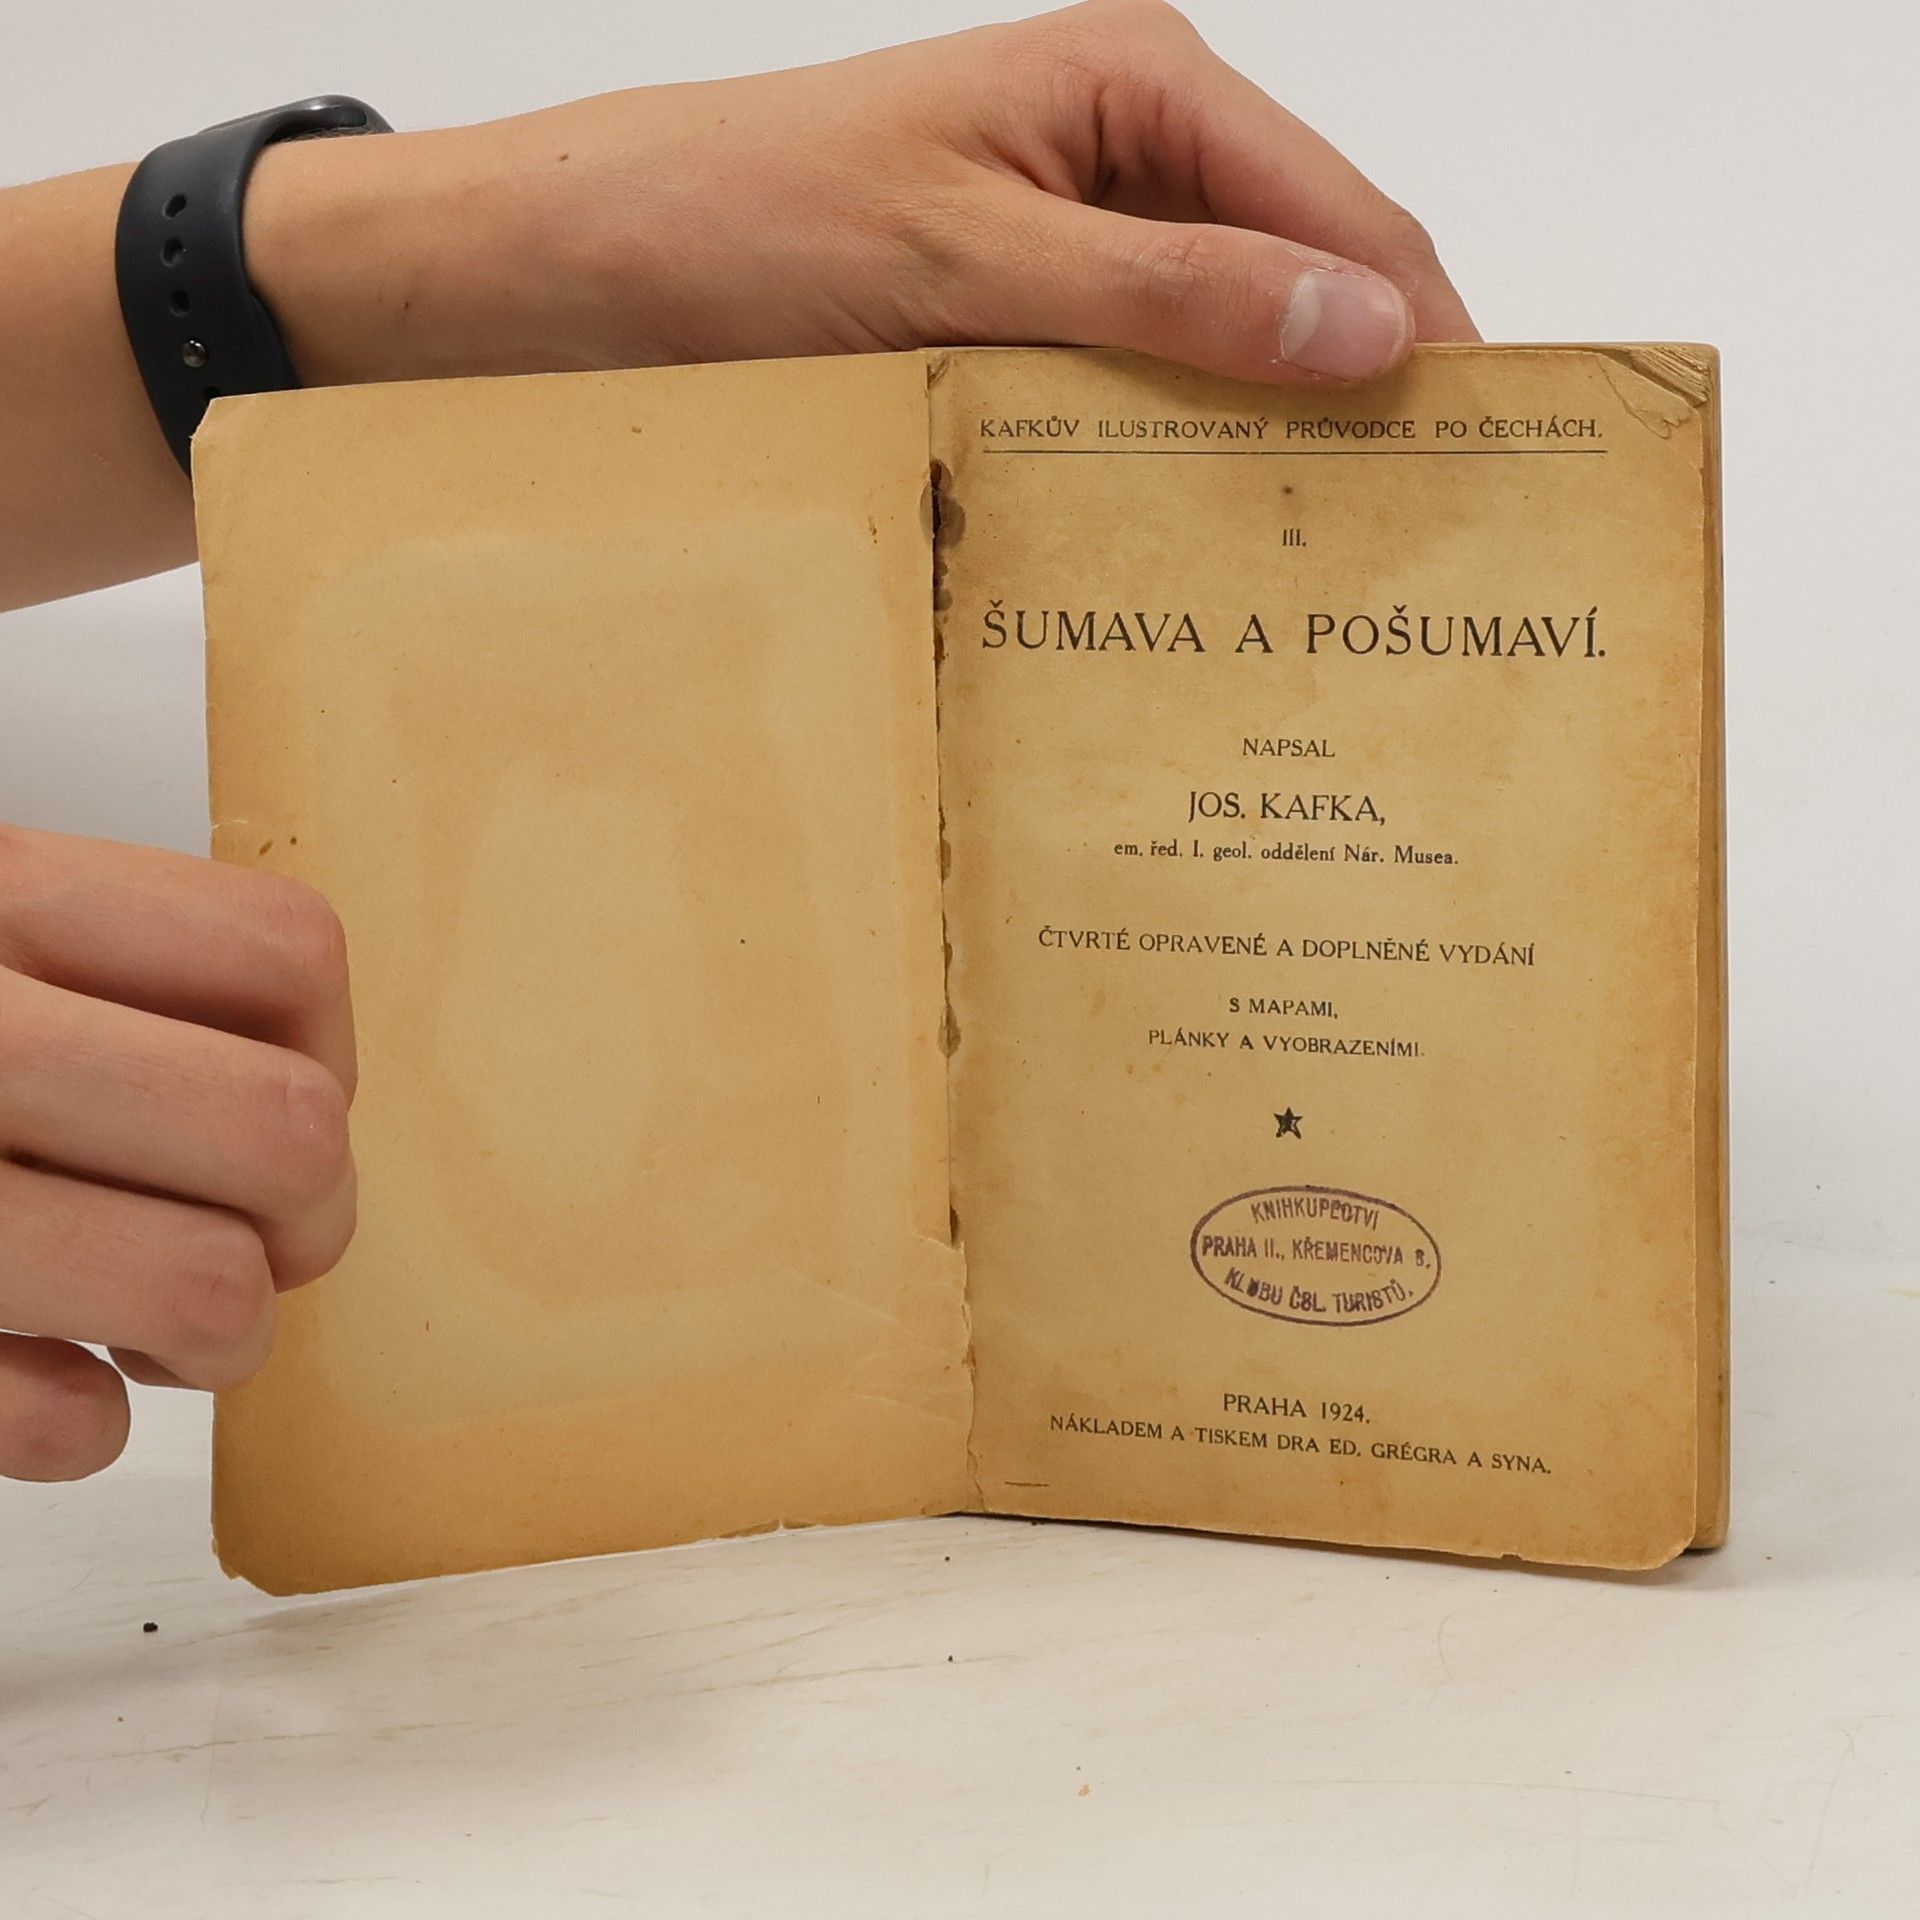 KAFKŮV ILUSTROVANÝ PRŮVODCE PO ČECHÁCH.
III.
ŠUMAVA A POŠUMAVÍ.
NAPSAL
JOS. KAFKA,
em. řed. I. geol. oddělení Nár. Musea.
ČTVRTÉ OPRAVENÉ A DOPLNĚNÉ VYDÁNÍ
S MAPAMI,
PLÁNKY A VYOBRAZENÍMI.
KNIHKUPECTVÍ
PRAHA II., KŘEMENCOVA 8.
KLUBU ČSL. TURISTŮ.
PRAHA 1924.
NÁKLADEM A TISKEM DRA ED. GRÉGRA A SYNA.